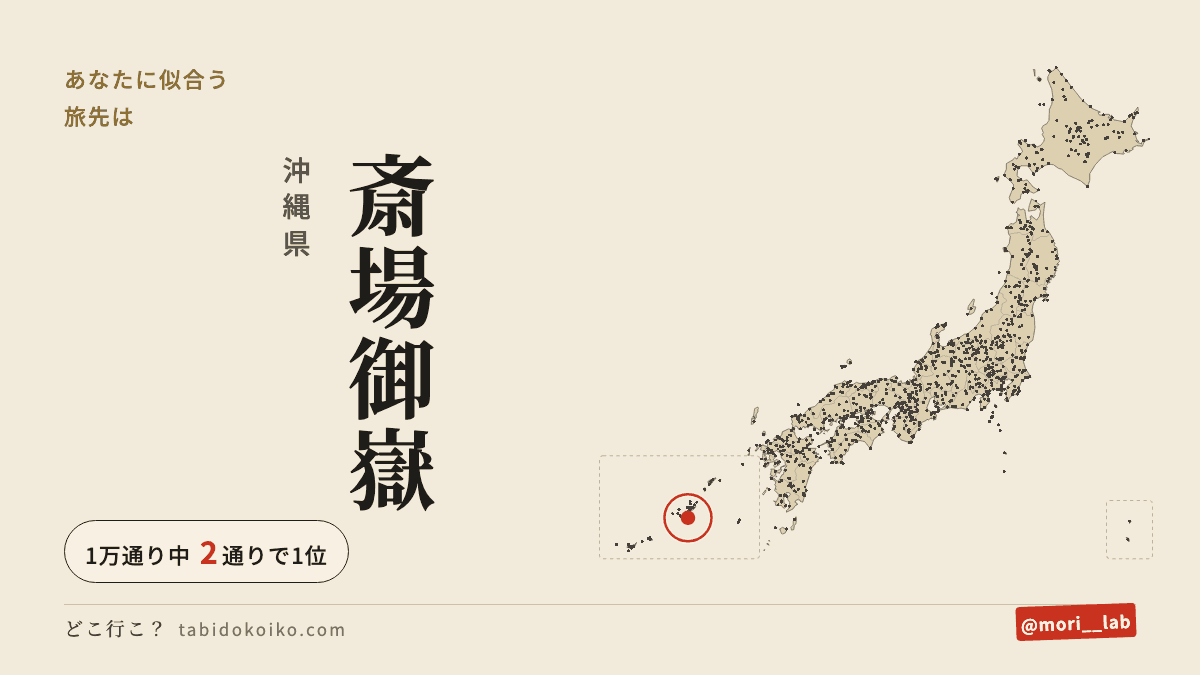 あなたに似合う
旅先は
斎場御嶽
沖縄県
1万通り中 2通りで1位
どこ行こ？ tabidokoiko.com
@mori__lab